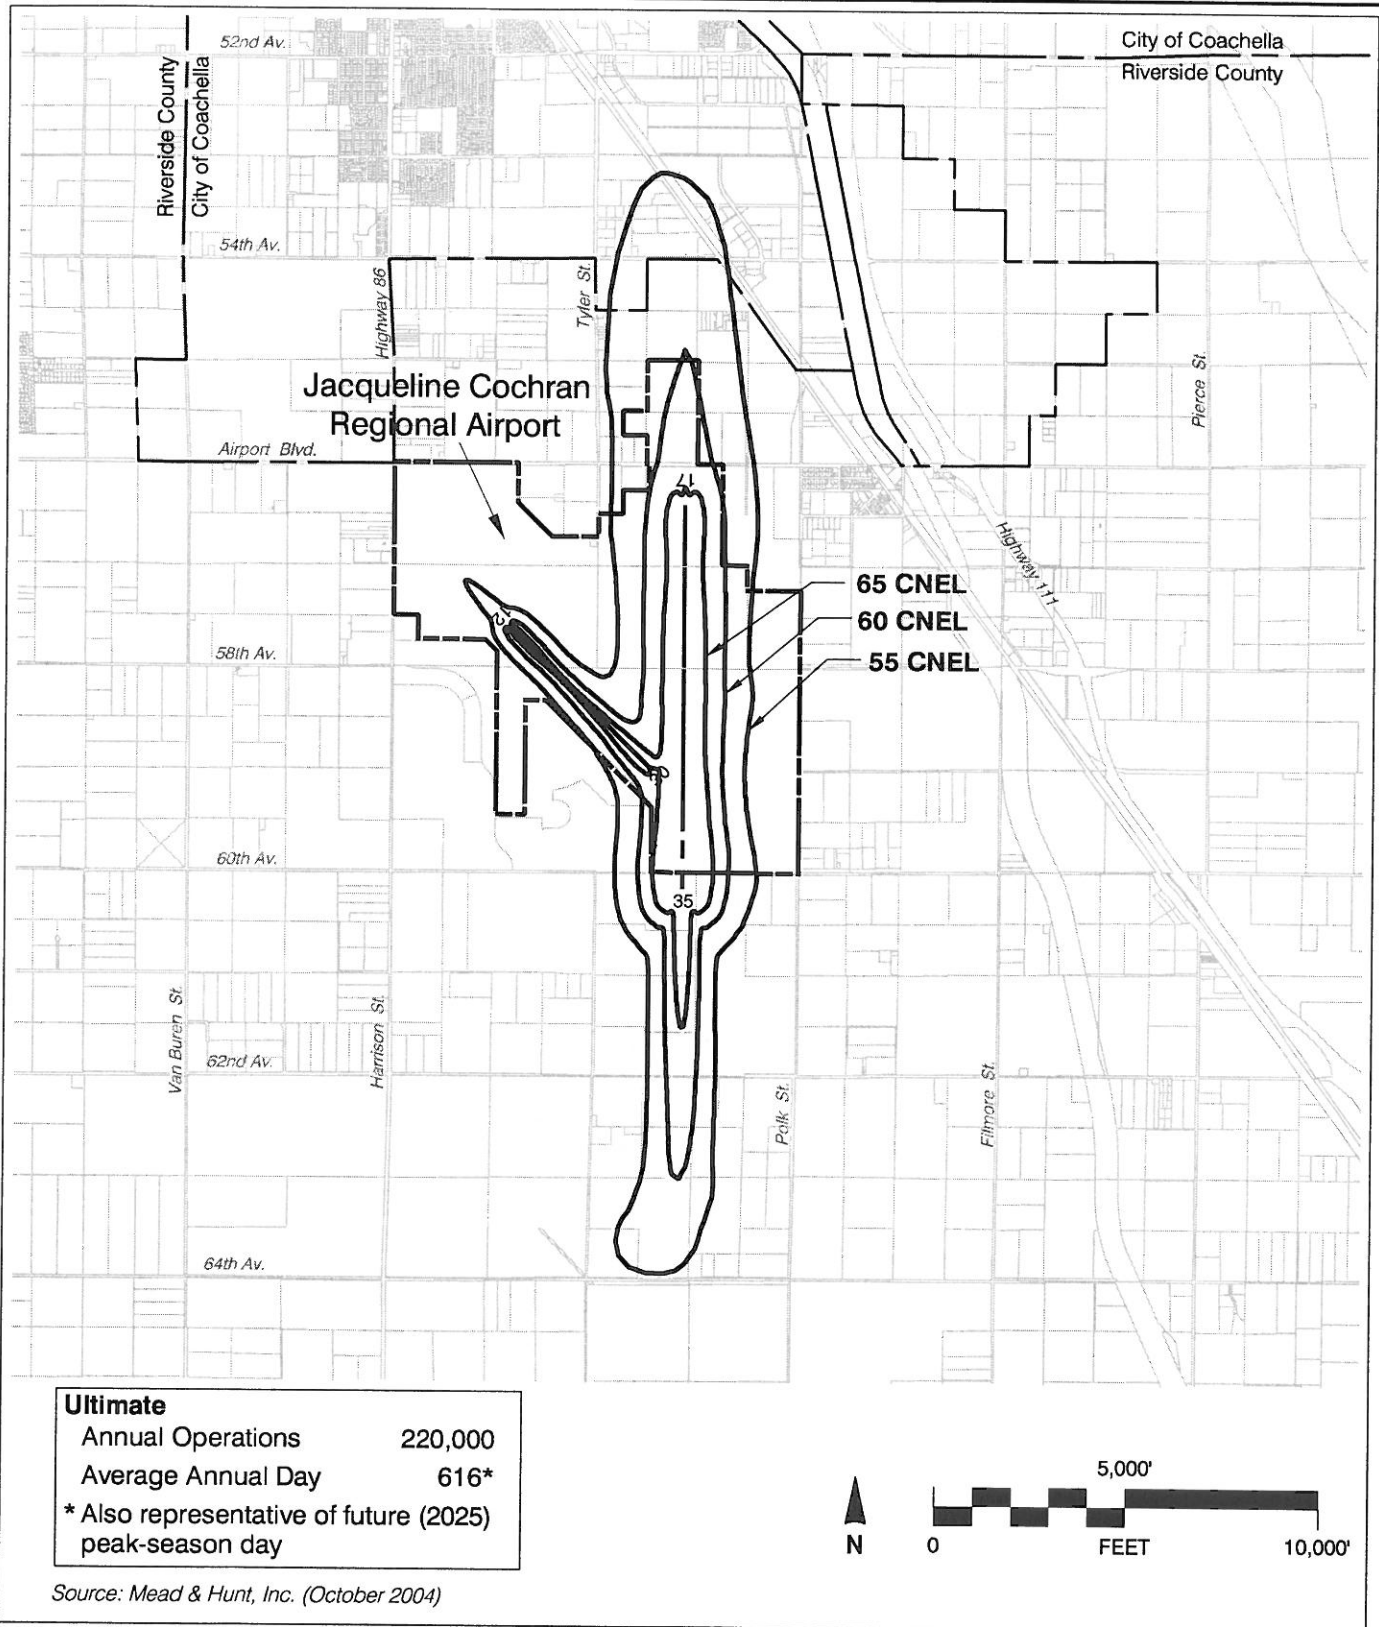 52nd Av.
City of Coachella
Riverside County
Riverside County
City of Coachella
54th Av.
Highway 86
Tyler St.
Pierce St.
Jacqueline Cochran
Regional Airport
Airport Blvd.
17
Highway 111
65 CNEL
60 CNEL
55 CNEL
12
58th Av.
60th Av.
35
Van Buren St.
Harrison St.
62nd Av.
Polk St.
Filmore St.
64th Av.
Ultimate
Annual Operations 220,000
Average Annual Day 616*
* Also representative of future (2025)
peak-season day
5,000'
N
0 FEET 10,000'
Source: Mead & Hunt, Inc. (October 2004)